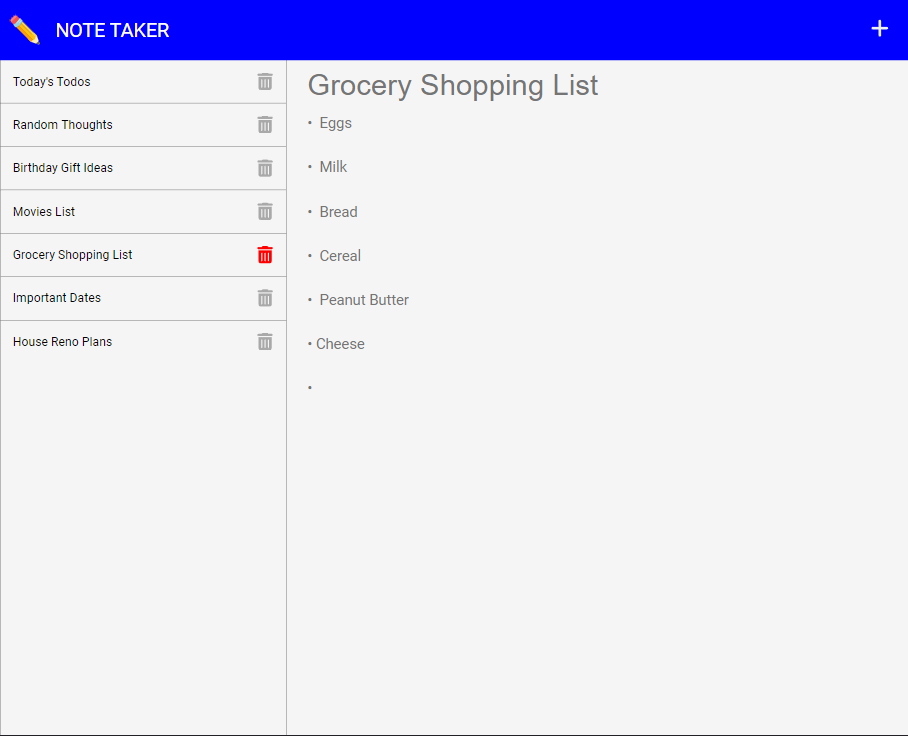 NOTE TAKER
Today's Todos
Random Thoughts
Birthday Gift Ideas
Movies List
Grocery Shopping List
Important Dates
House Reno Plans
Grocery Shopping List
• Eggs
• Milk
• Bread
• Cereal
• Peanut Butter
• Cheese
•